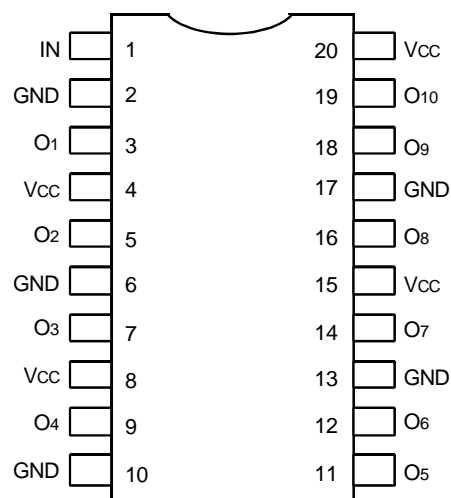 IN 1 20 VCC
GND 2 19 O10
O1 3 18 O9
VCC 4 17 GND
O2 5 16 O8
GND 6 15 VCC
O3 7 14 O7
VCC 8 13 GND
O4 9 12 O6
GND 10 11 O5